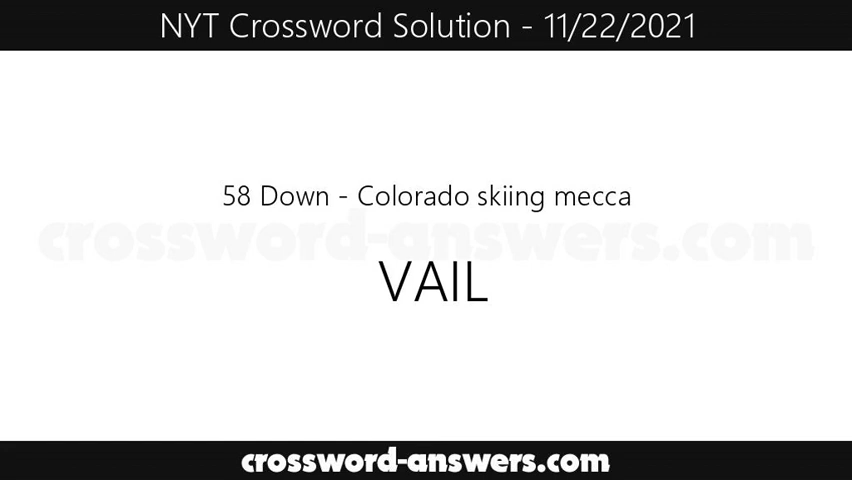 NYT Crossword Solution - 11/22/2021
58 Down - Colorado skiing mecca
crossword-answers.com
VAIL
crossword-answers.com